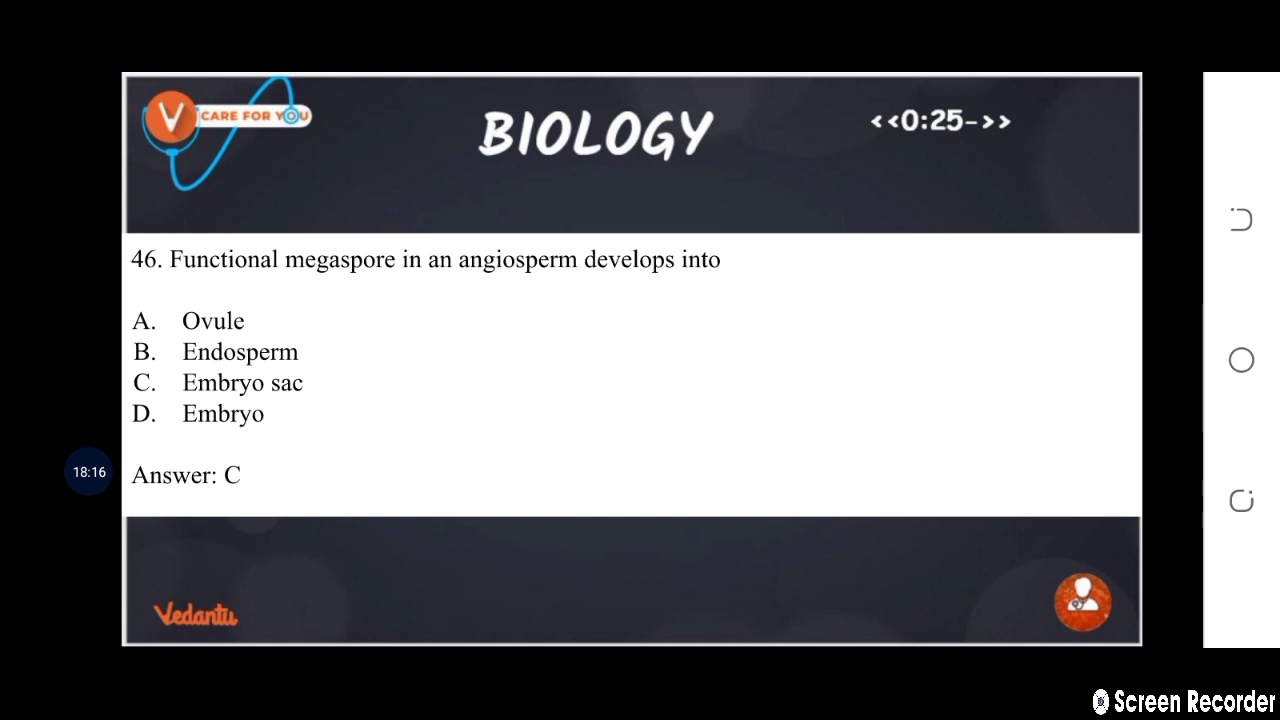 V CARE FOR YOU
BIOLOGY
<<0:25->>
46. Functional megaspore in an angiosperm develops into
A. Ovule
B. Endosperm
C. Embryo sac
D. Embryo
18:16
Answer: C
Vedantu
Screen Recorder